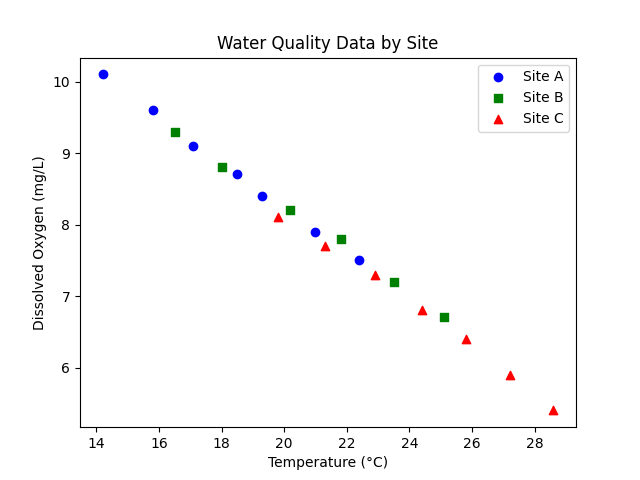 Water Quality Data by Site
Site A
Site B
Site C
Dissolved Oxygen (mg/L)
10
9
8
7
6
14 16 18 20 22 24 26 28
Temperature (°C)